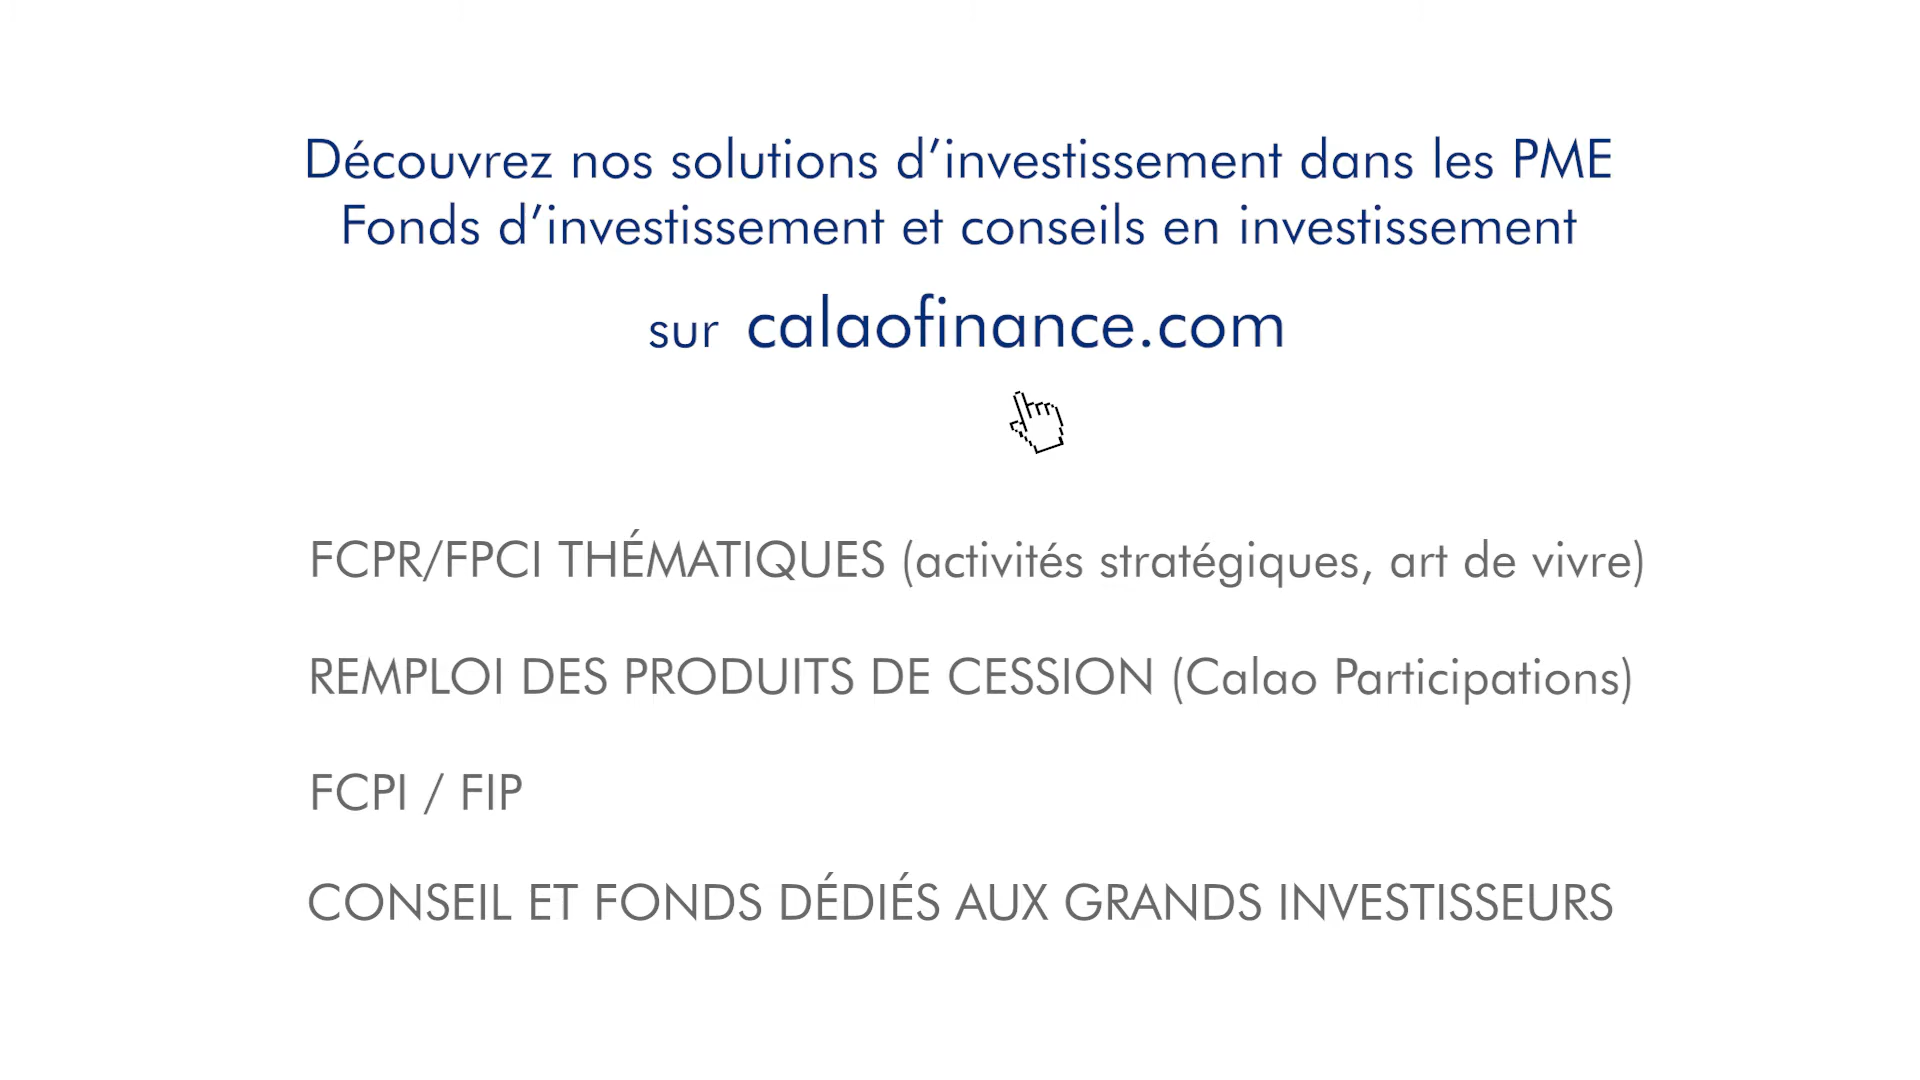 Découvrez nos solutions d’investissement dans les PME
Fonds d’investissement et conseils en investissement
sur calaofinance.com
FCPR/FPCI THÉMATIQUES (activités stratégiques, art de vivre)
REMPLOI DES PRODUITS DE CESSION (Calao Participations)
FCPI / FIP
CONSEIL ET FONDS DÉDIÉS AUX GRANDS INVESTISSEURS